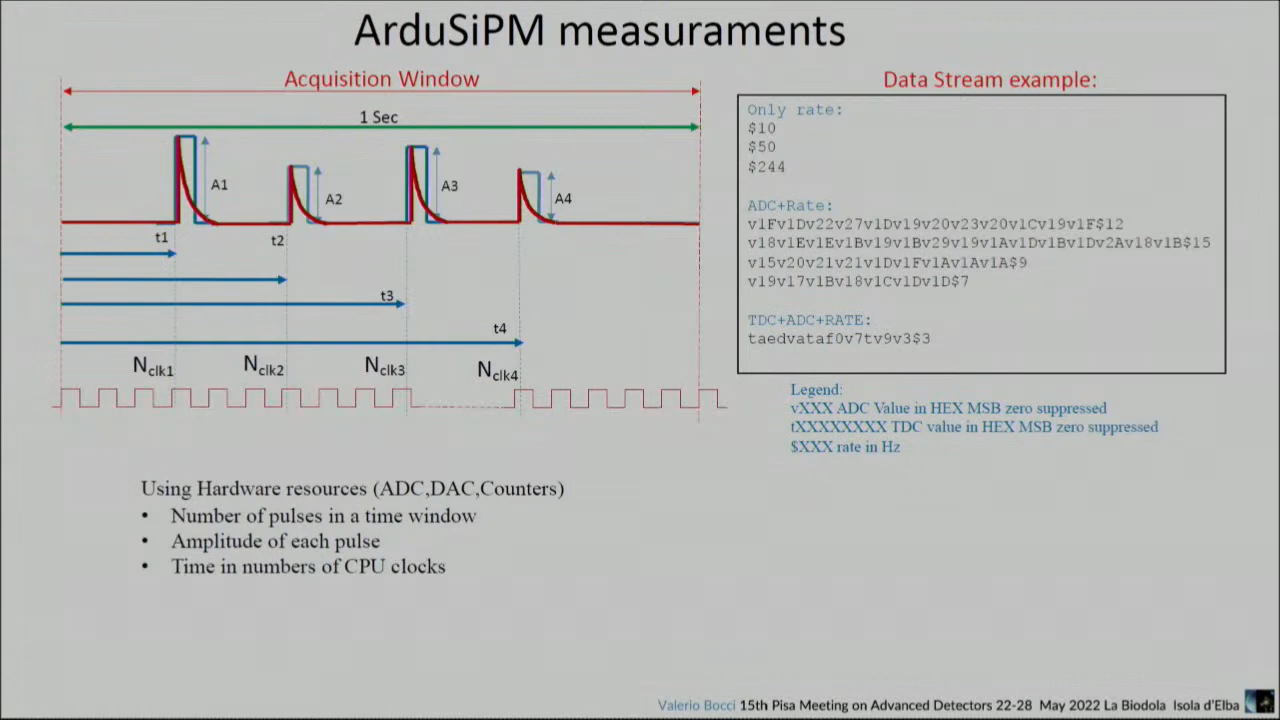 ArduSiPM measuraments
Acquisition Window
1 Sec
A1
A2
A3
A4
t1
t2
t3
t4
Nclk1
Nclk2
Nclk3
Nclk4
Using Hardware resources (ADC,DAC,Counters)
• Number of pulses in a time window
• Amplitude of each pulse
• Time in numbers of CPU clocks
Data Stream example:
Only rate:
$10
$50
$244
ADC+Rate:
v1Fv1Dv22v27v1Dv19v20v23v20v1Cv19v1F$12
v18v1Ev1Ev1Bv19v1Bv29v19v1Av1Dv1Bv1Dv2Av18v1B$15
v15v20v21v21v1Dv1Fv1Av1Av1A$9
v19v17v1Bv18v1Cv1Dv1D$7
TDC+ADC+RATE:
taedvataf0v7tv9v3$3
Legend:
vXXX ADC Value in HEX MSB zero suppressed
tXXXXXXXX TDC value in HEX MSB zero suppressed
$XXX rate in Hz
Valerio Bocci 15th Pisa Meeting on Advanced Detectors 22-28 May 2022 La Biodola Isola d'Elba